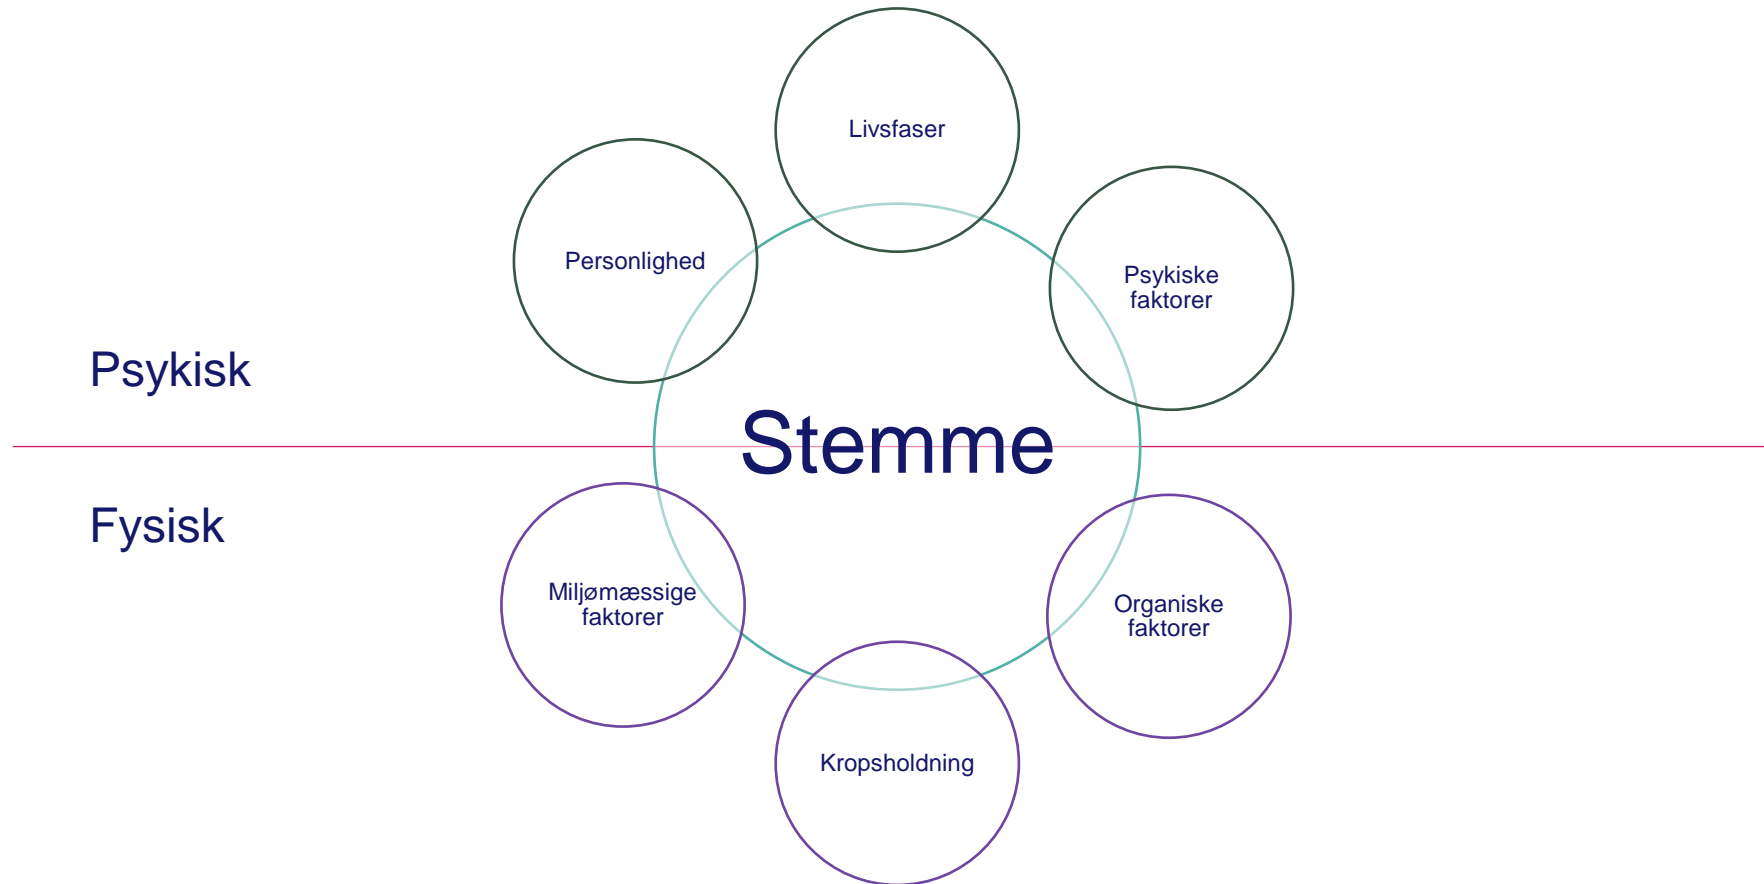 Livsfaser
Personlighed
Psykiske
faktorer
Psykisk
Stemme
Fysisk
Miljømæssige
faktorer
Organiske
faktorer
Kropsholdning